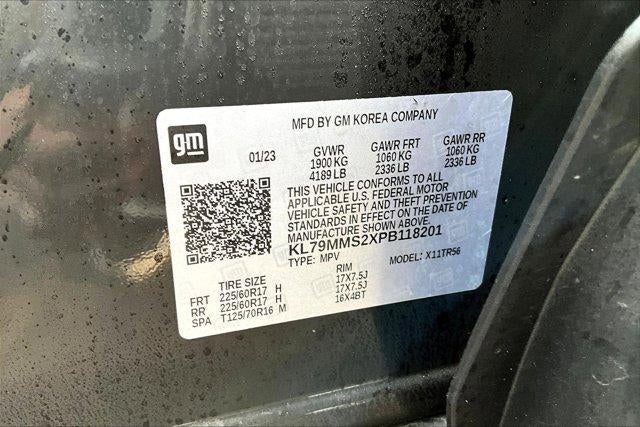 gm
MFD BY GM KOREA COMPANY
01/23
GVWR GAWR FRT GAWR RR
1900 KG 1060 KG 1060 KG
4189 LB 2336 LB 2336 LB
THIS VEHICLE CONFORMS TO ALL
APPLICABLE U.S. FEDERAL MOTOR
VEHICLE SAFETY AND THEFT PREVENTION
STANDARDS IN EFFECT ON THE DATE OF
MANUFACTURE SHOWN ABOVE.
KL79MMS2XPB118201
TYPE: MPV MODEL: X11TR56
TIRE SIZE RIM
FRT 225/60R17 H 17X7.5J
RR 225/60R17 H 17X7.5J
SPA T125/70R16 M 16X4BT